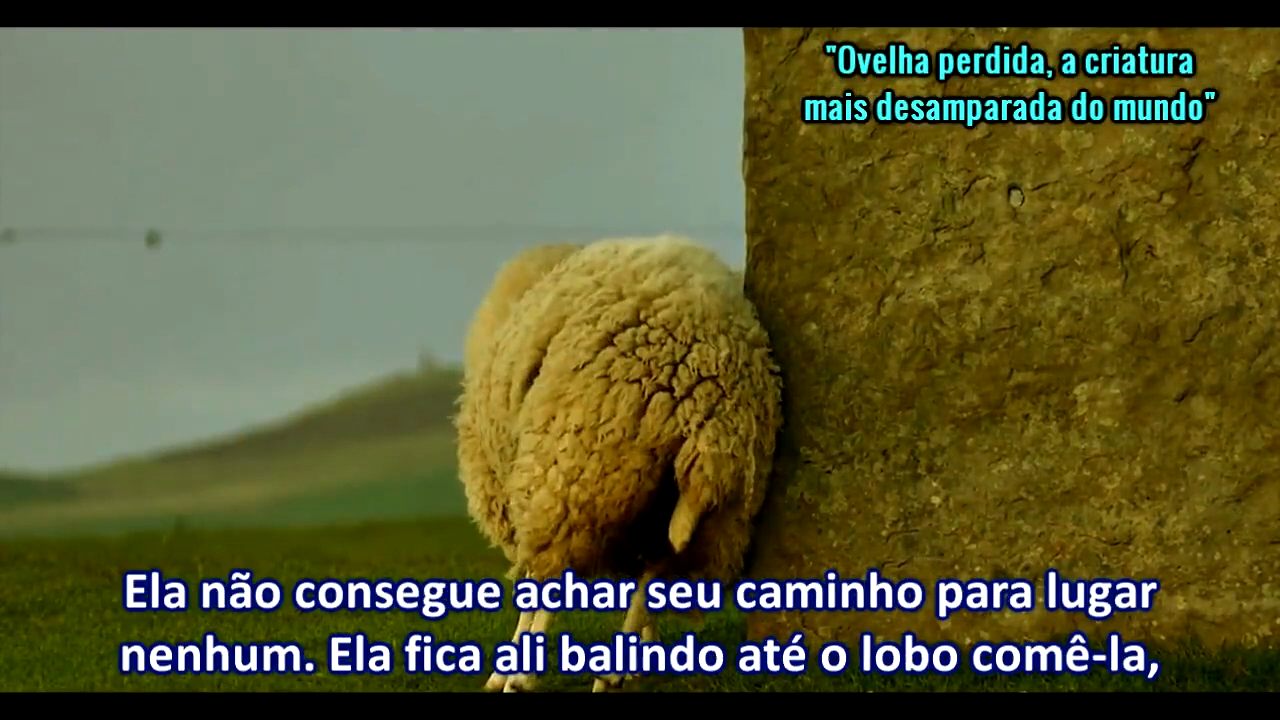 "Ovelha perdida, a criatura
mais desamparada do mundo"
Ela não consegue achar seu caminho para lugar
nenhum. Ela fica ali balindo até o lobo comê-la,